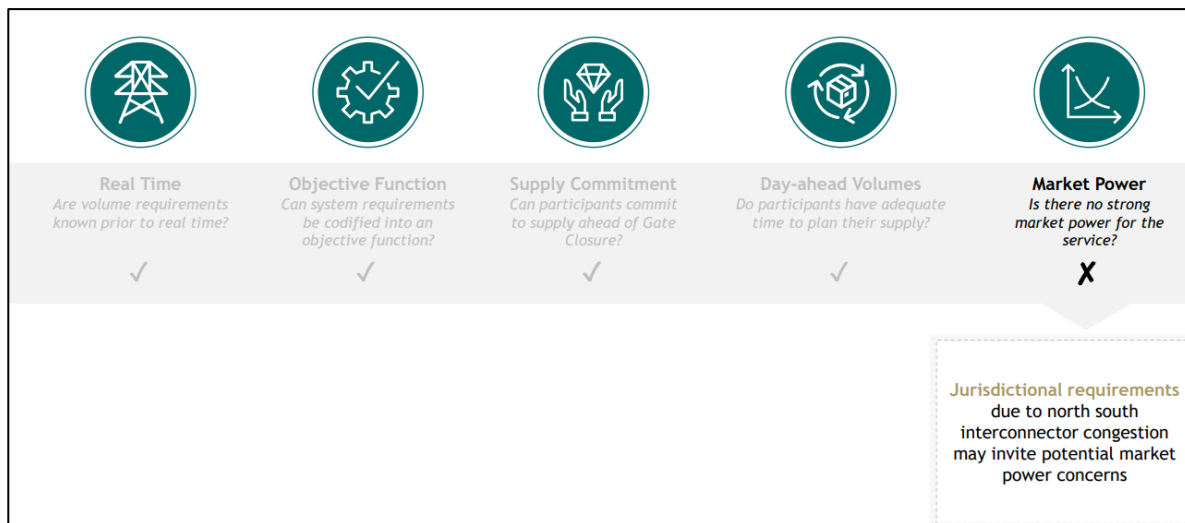 Real Time
Are volume requirements
known prior to real time?
✓
Objective Function
Can system requirements
be codified into an
objective function?
✓
Supply Commitment
Can participants commit
to supply ahead of Gate
Closure?
✓
Day-ahead Volumes
Do participants have adequate
time to plan their supply?
✓
Market Power
Is there no strong
market power for the
service?
✗
Jurisdictional requirements
due to north south
interconnector congestion
may invite potential market
power concerns